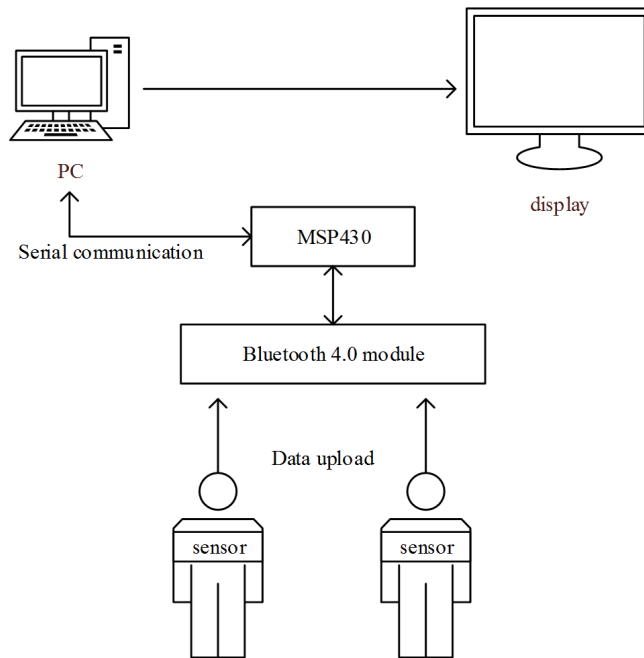 PC
display
MSP430
Serial communication
Bluetooth 4.0 module
Data upload
sensor
sensor